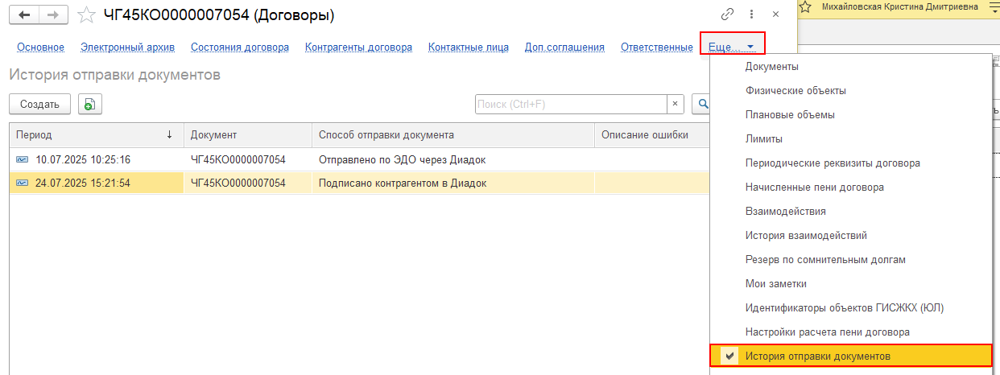 ЧГ45КО0000007054 (Договоры)
Михайловская Кристина Дмитриевна
Основное Электронный архив Состояния договора Контрагенты договора Контактные лица Доп.соглашения Ответственные Еще...
История отправки документов
Создать Поиск (Ctrl+F)
Период Документ Способ отправки документа Описание ошибки
10.07.2025 10:25:16 ЧГ45КО0000007054 Отправлено по ЭДО через Диадок
24.07.2025 15:21:54 ЧГ45КО0000007054 Подписано контрагентом в Диадок
Документы
Физические объекты
Плановые объемы
Лимиты
Периодические реквизиты договора
Начисленные пени договора
Взаимодействия
История взаимодействий
Резерв по сомнительным долгам
Мои заметки
Идентификаторы объектов ГИСЖКХ (ЮЛ)
Настройки расчета пени договора
История отправки документов